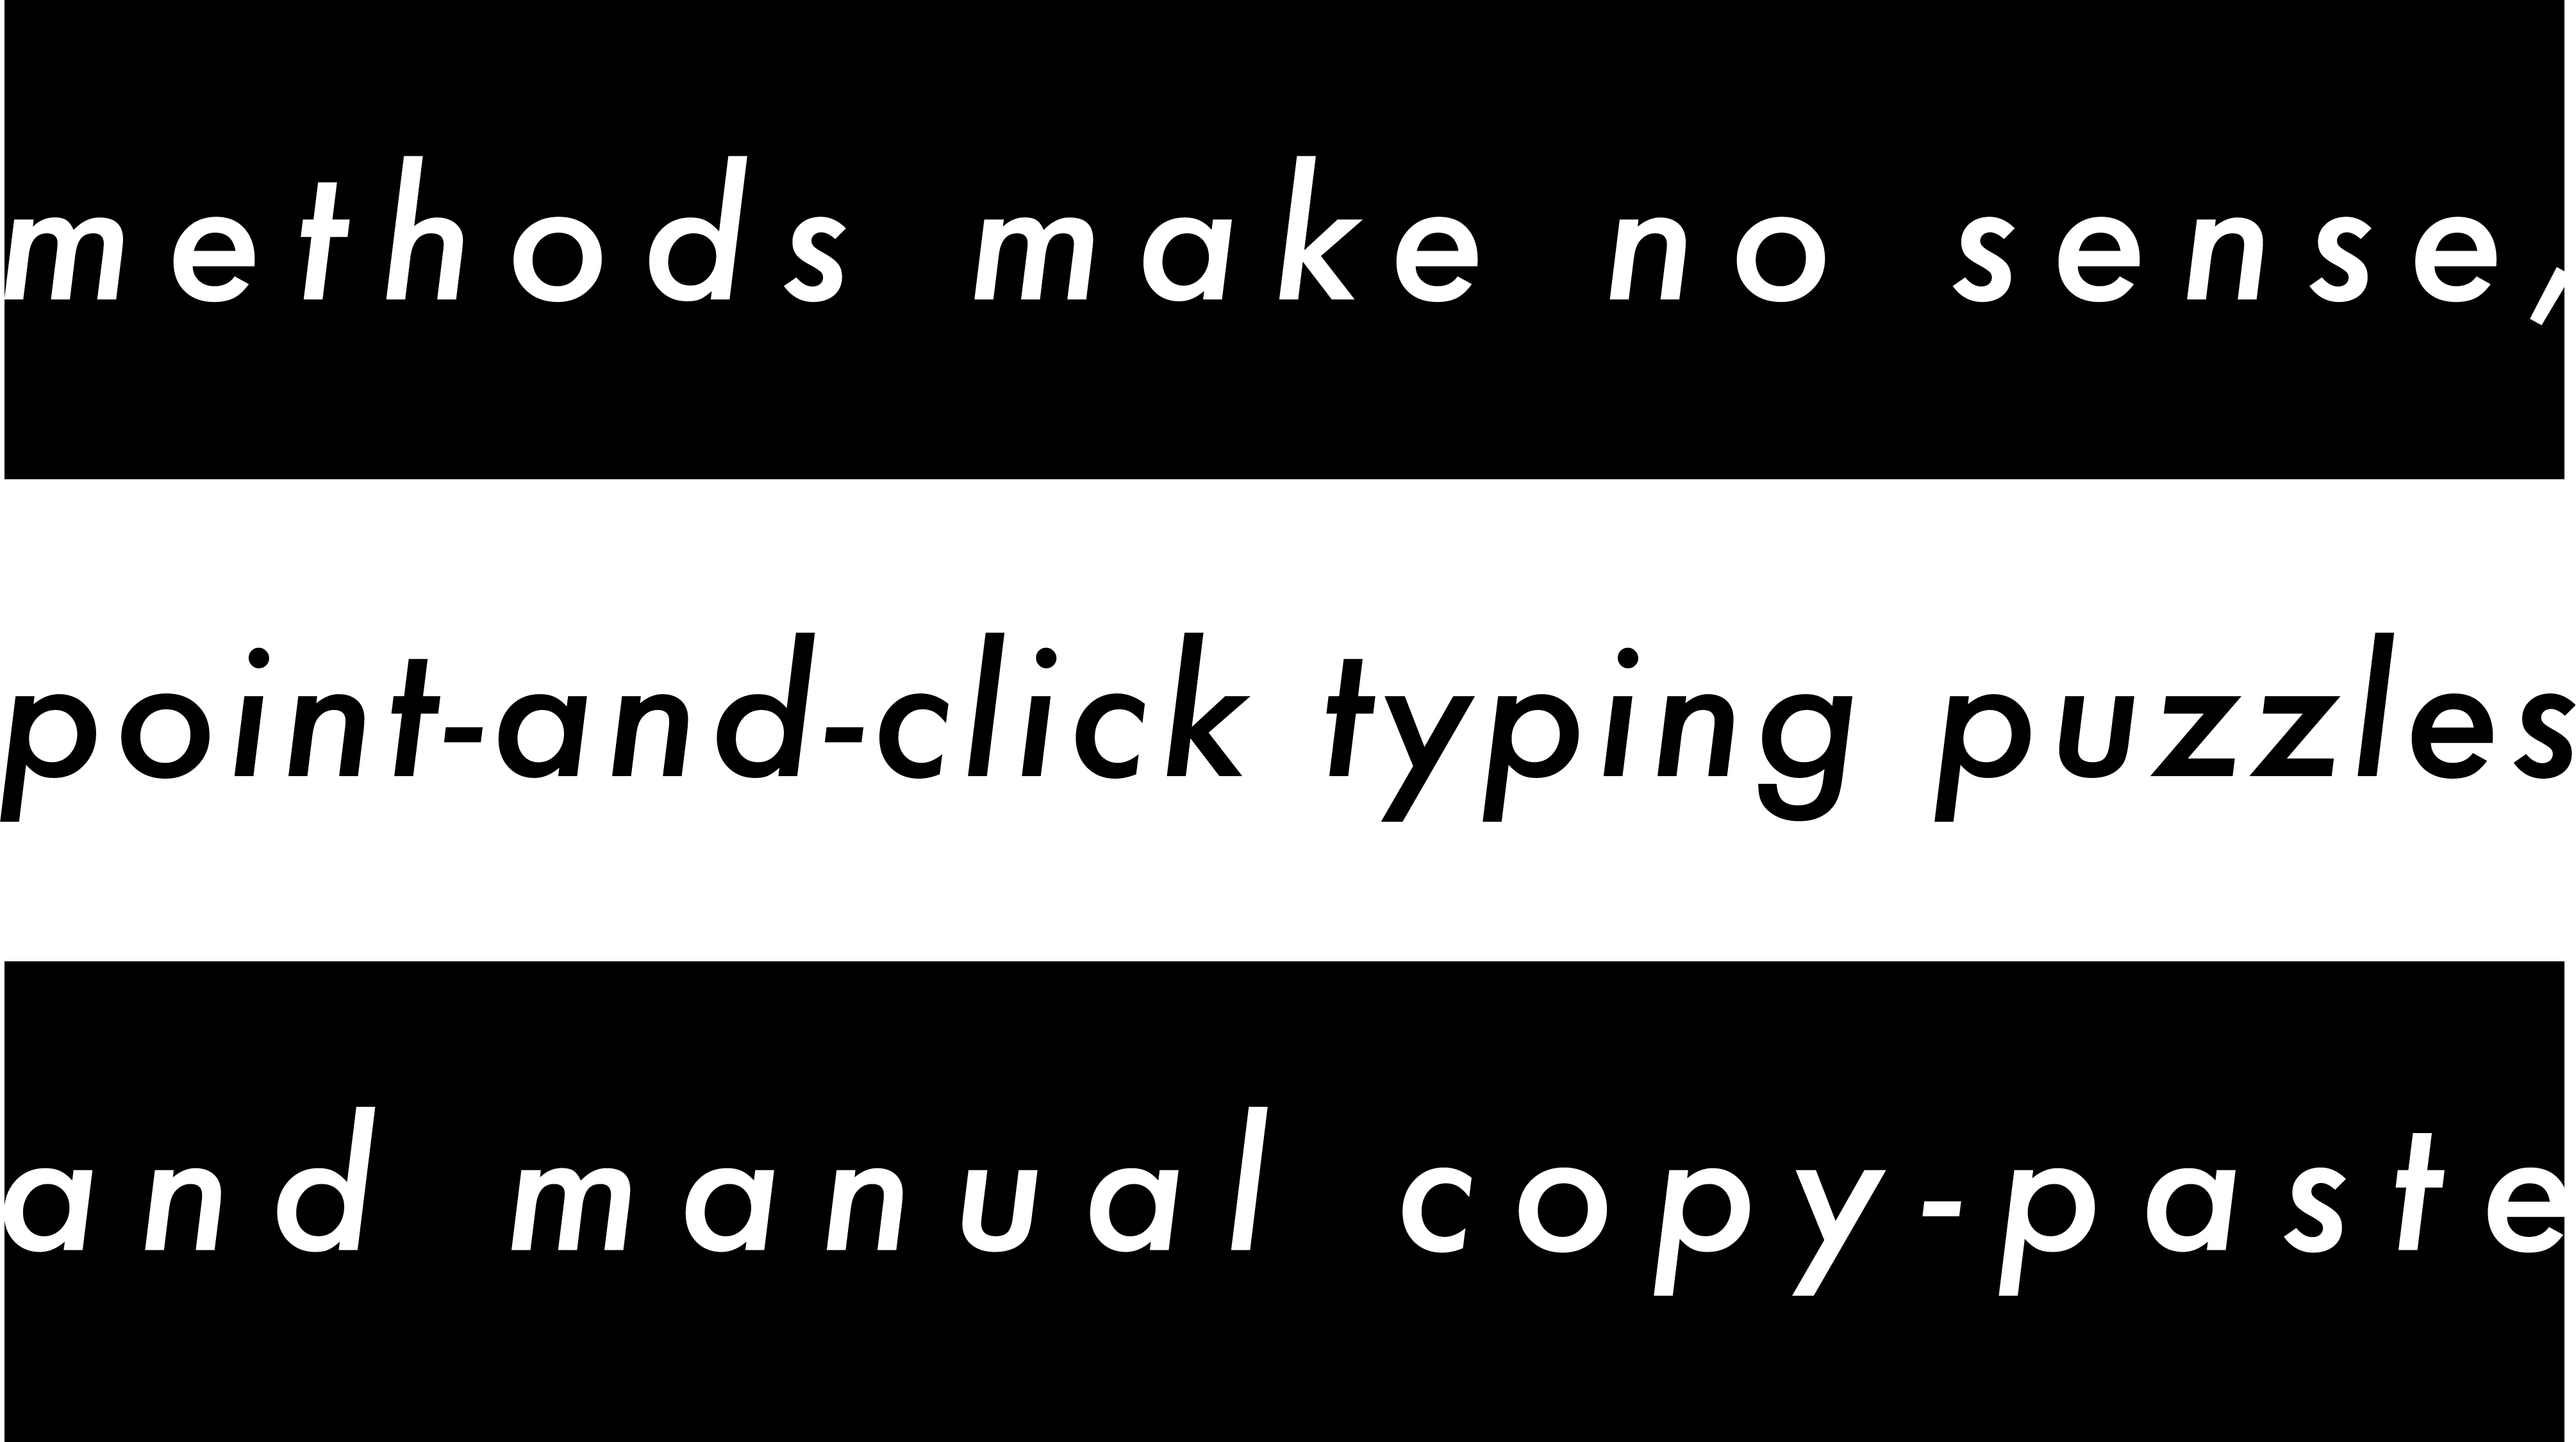 methods make no sense,
point-and-click typing puzzles
and manual copy-paste